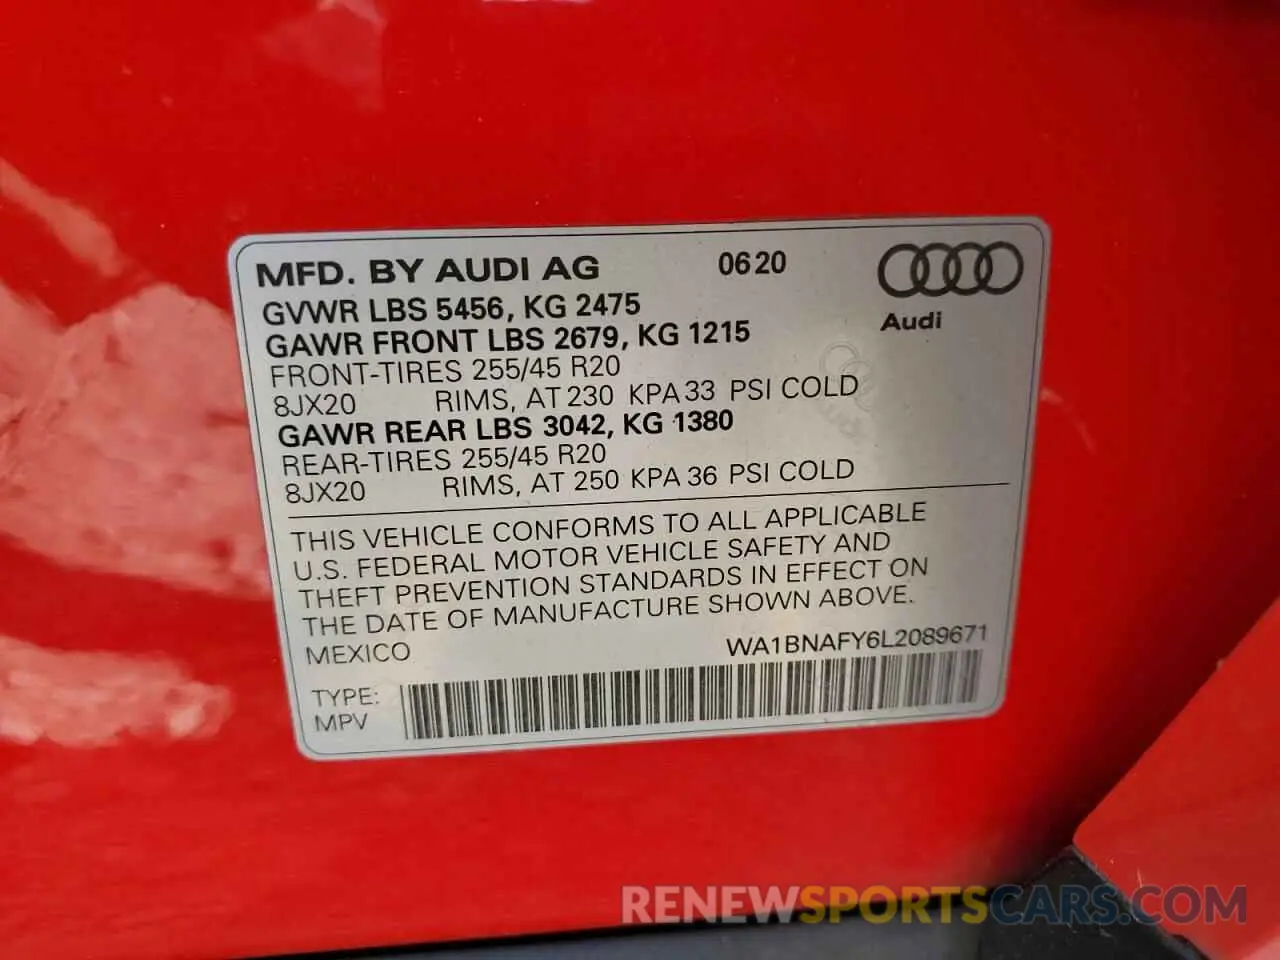 MFD. BY AUDI AG 0620
GVWR LBS 5456, KG 2475
GAWR FRONT LBS 2679, KG 1215
Audi
FRONT-TIRES 255/45 R20
8JX20 RIMS, AT 230 KPA 33 PSI COLD
GAWR REAR LBS 3042, KG 1380
REAR-TIRES 255/45 R20
8JX20 RIMS, AT 250 KPA 36 PSI COLD
THIS VEHICLE CONFORMS TO ALL APPLICABLE
U.S. FEDERAL MOTOR VEHICLE SAFETY AND
THEFT PREVENTION STANDARDS IN EFFECT ON
THE DATE OF MANUFACTURE SHOWN ABOVE.
MEXICO WA1BNAFY6L2089671
TYPE:
MPV
RENEWSPORTSCARS.COM